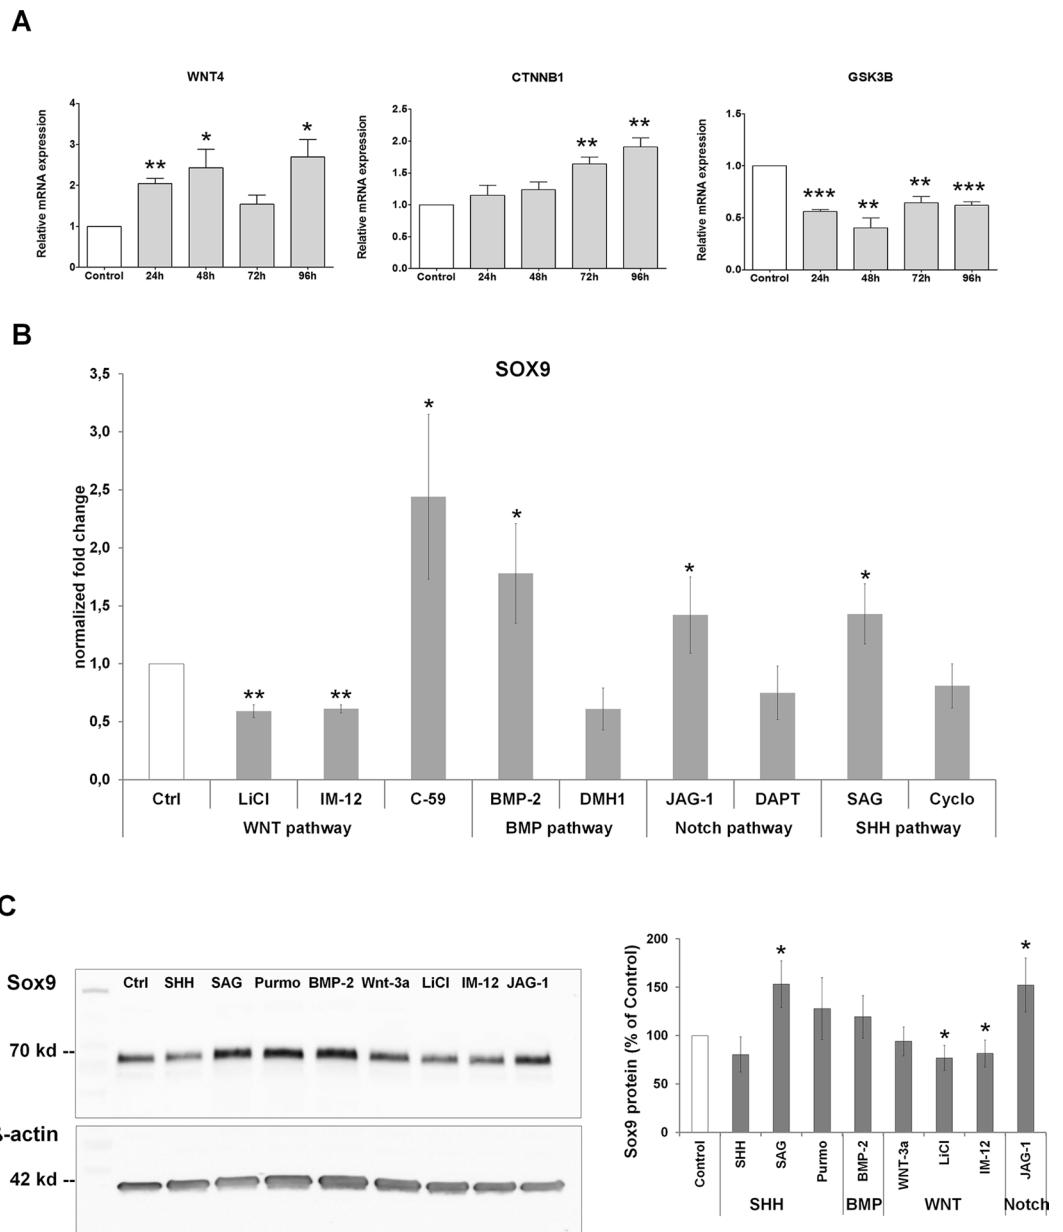 A
WNT4
CTNNB1
GSK3B
Relative mRNA expression
4
3
2
1
0
** * *
Control 24h 48h 72h 96h
Relative mRNA expression
2.5
2.0
1.5
1.0
0.5
0.0
** **
Control 24h 48h 72h 96h
Relative mRNA expression
1.5
1.0
0.5
0.0
*** ** ** ***
Control 24h 48h 72h 96h
B
SOX9
normalized fold change
3,5
3,0
2,5
2,0
1,5
1,0
0,5
0,0
** ** * * * *
Ctrl LiCl IM-12 C-59 BMP-2 DMH1 JAG-1 DAPT SAG Cyclo
WNT pathway BMP pathway Notch pathway SHH pathway
C
Sox9
Ctrl SHH SAG Purmo BMP-2 Wnt-3a LiCl IM-12 JAG-1
70 kd --
ß-actin
42 kd --
Sox9 protein (% of Control)
200
150
100
50
0
* * * *
Control SHH SAG Purmo BMP-2 WNT-3a LiCl IM-12 JAG-1
SHH BMP WNT Notch